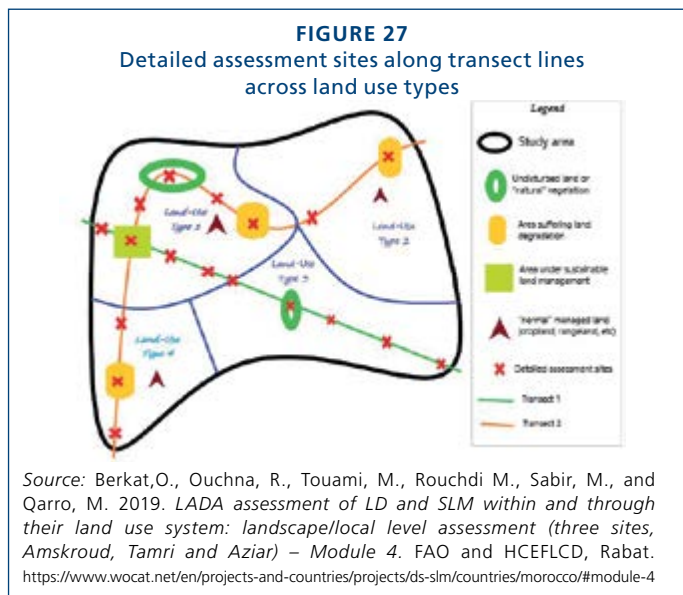 FIGURE 27
Detailed assessment sites along transect lines
across land use types
Legend
Study area
Undisturbed land or
"natural" vegetation
Area suffering land
degradation
Area under sustainable
land management
"normal" managed land
(cropland, rangeland, etc)
Detailed assessment sites
Transect 1
Transect 2
Land-Use
Type 1
Land-Use
Type 2
Land-Use
Type 3
Land-Use
Type 4
Source: Berkat,O., Ouchna, R., Touami, M., Rouchdi M., Sabir, M., and
Qarro, M. 2019. LADA assessment of LD and SLM within and through
their land use system: landscape/local level assessment (three sites,
Amskroud, Tamri and Aziar) – Module 4. FAO and HCEFLCD, Rabat.
https://www.wocat.net/en/projects-and-countries/projects/ds-slm/countries/morocco/#module-4